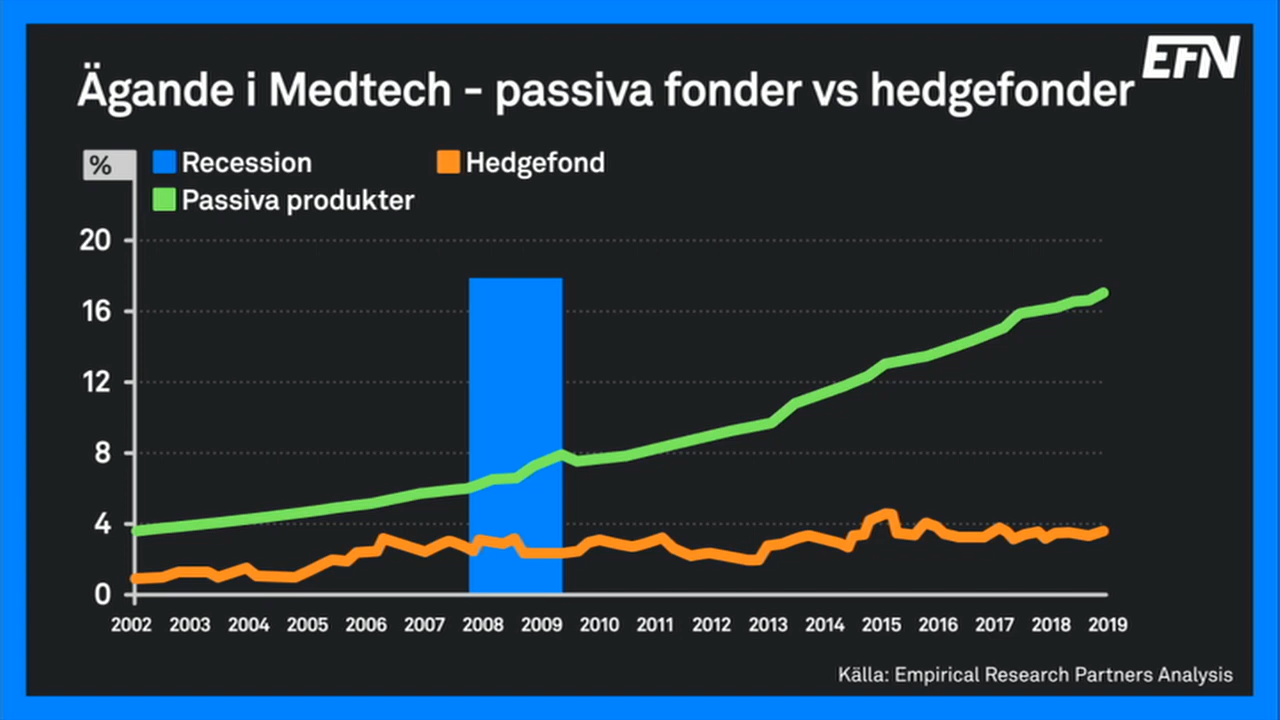 EFN
Ägande i Medtech - passiva fonder vs hedgefonder
%
Recession
Hedgefond
Passiva produkter
20
16
12
8
4
0
2002 2003 2004 2005 2006 2007 2008 2009 2010 2011 2012 2013 2014 2015 2016 2017 2018 2019
Källa: Empirical Research Partners Analysis